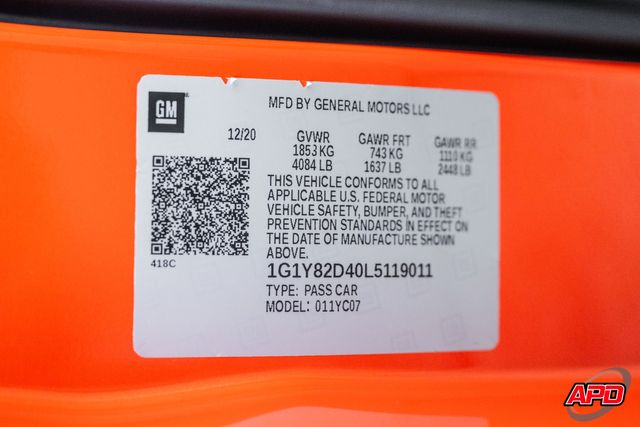 GM
MFD BY GENERAL MOTORS LLC
12/20 GVWR GAWR FRT GAWR RR
1853 KG 743 KG 1110 KG
4084 LB 1637 LB 2448 LB
THIS VEHICLE CONFORMS TO ALL
APPLICABLE U.S. FEDERAL MOTOR
VEHICLE SAFETY, BUMPER, AND THEFT
PREVENTION STANDARDS IN EFFECT ON
THE DATE OF MANUFACTURE SHOWN
ABOVE.
418C
1G1Y82D40L5119011
TYPE: PASS CAR
MODEL: 011YC07
APD